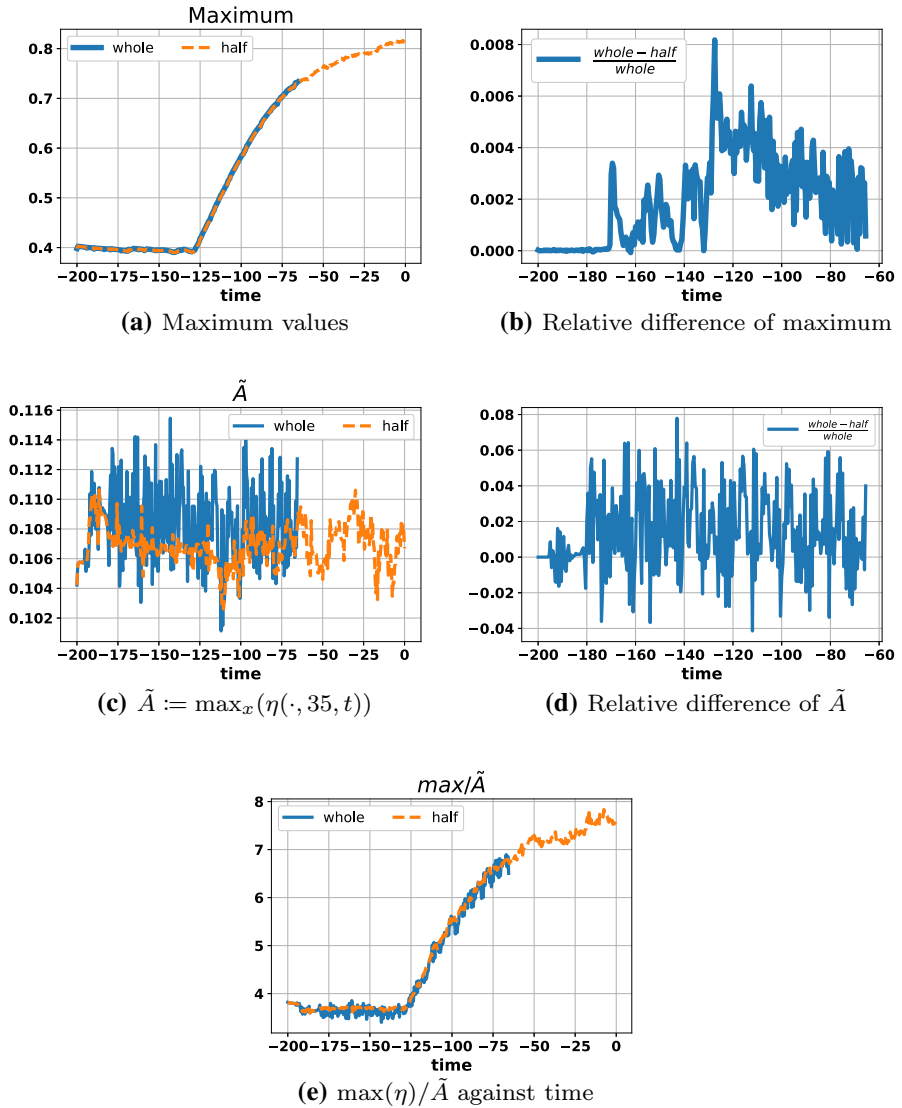 Maximum
whole half
0.8
0.7
0.6
0.5
0.4
−200 −175 −150 −125 −100 −75 −50 −25 0
time
(a) Maximum values
whole − half
whole
0.008
0.006
0.004
0.002
0.000
−200 −180 −160 −140 −120 −100 −80 −60
time
(b) Relative difference of maximum
Ã
whole half
0.116
0.114
0.112
0.110
0.108
0.106
0.104
0.102
−200 −175 −150 −125 −100 −75 −50 −25 0
time
(c) Ã ≔ maxₓ(η(·, 35, t))
whole − half
whole
0.08
0.06
0.04
0.02
0.00
−0.02
−0.04
−200 −180 −160 −140 −120 −100 −80 −60
time
(d) Relative difference of Ã
max/Ã
whole half
8
7
6
5
4
−200 −175 −150 −125 −100 −75 −50 −25 0
time
(e) max(η)/Ã against time